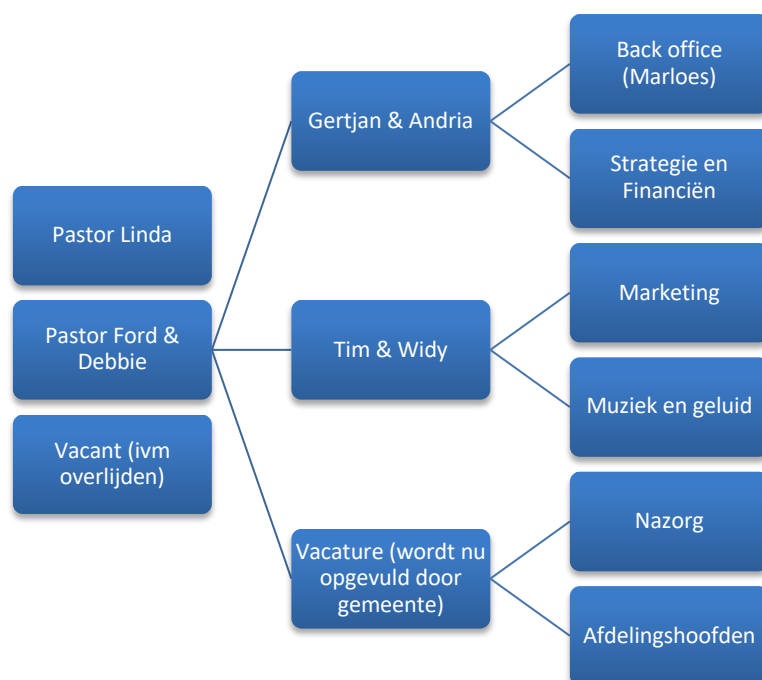 Pastor Linda
Pastor Ford &
Debbie
Vacant (ivm
overlijden)
Gertjan & Andria
Tim & Widy
Vacature (wordt nu
opgevuld door
gemeente)
Back office
(Marloes)
Strategie en
Financiën
Marketing
Muziek en geluid
Nazorg
Afdelingshoofden